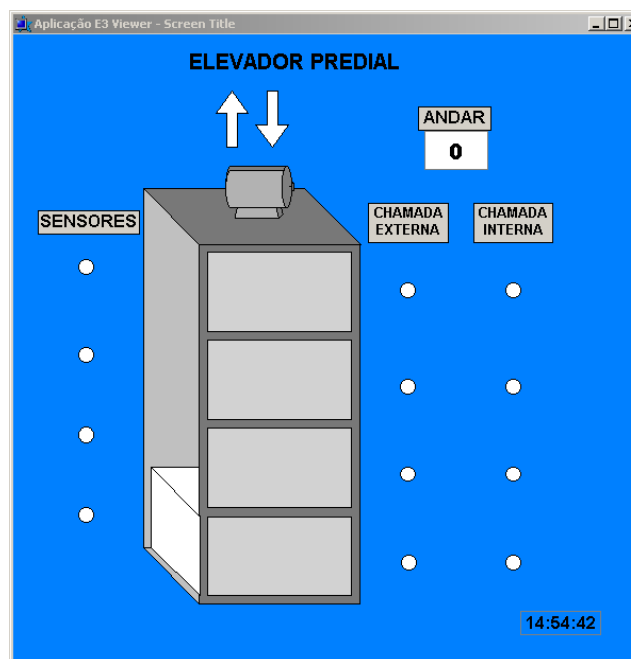 Aplicação E3 Viewer - Screen Title
ELEVADOR PREDIAL
ANDAR
0
SENSORES
CHAMADA
EXTERNA
CHAMADA
INTERNA
14:54:42